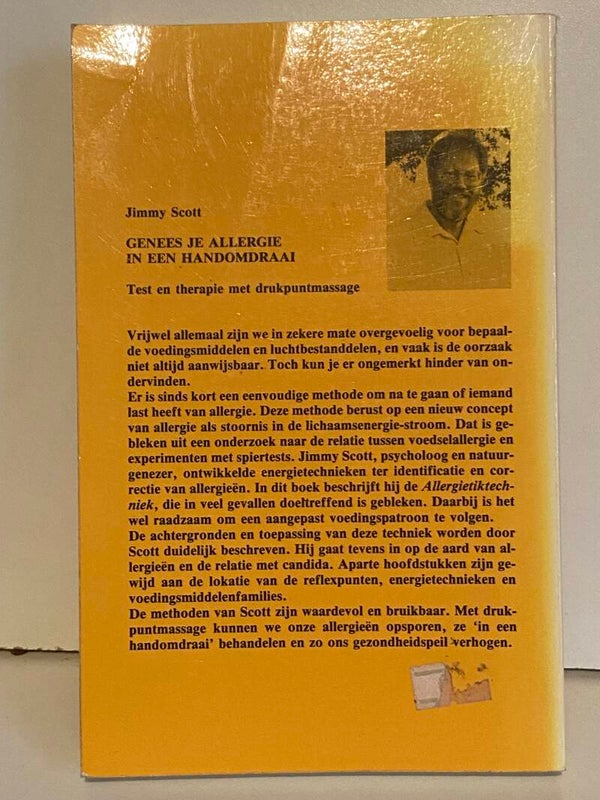 Jimmy Scott
GENEES JE ALLERGIE
IN EEN HANDOMDRAAI
Test en therapie met drukpuntmassage
Vrijwel allemaal zijn we in zekere mate overgevoelig voor bepaal-
de voedingsmiddelen en luchtbestanddelen, en vaak is de oorzaak
niet altijd aanwijsbaar. Toch kun je er ongemerkt hinder van on-
dervinden.
Er is sinds kort een eenvoudige methode om na te gaan of iemand
last heeft van allergie. Deze methode berust op een nieuw concept
van allergie als stoornis in de lichaamsenergie-stroom. Dat is ge-
bleken uit een onderzoek naar de relatie tussen voedselallergie en
experimenten met spiertests. Jimmy Scott, psycholoog en natuur-
genezer, ontwikkelde energietechnieken ter identificatie en cor-
rectie van allergieën. In dit boek beschrijft hij de Allergietiktech-
niek, die in veel gevallen doeltreffend is gebleken. Daarbij is het
wel raadzaam om een aangepast voedingspatroon te volgen.
De achtergronden en toepassing van deze techniek worden door
Scott duidelijk beschreven. Hij gaat tevens in op de aard van al-
lergieën en de relatie met candida. Aparte hoofdstukken zijn ge-
wijd aan de lokatie van de reflexpunten, energietechnieken en
voedingsmiddelenfamilies.
De methoden van Scott zijn waardevol en bruikbaar. Met druk-
puntmassage kunnen we onze allergieën opsporen, ze 'in een
handomdraai' behandelen en zo ons gezondheidspeil verhogen.